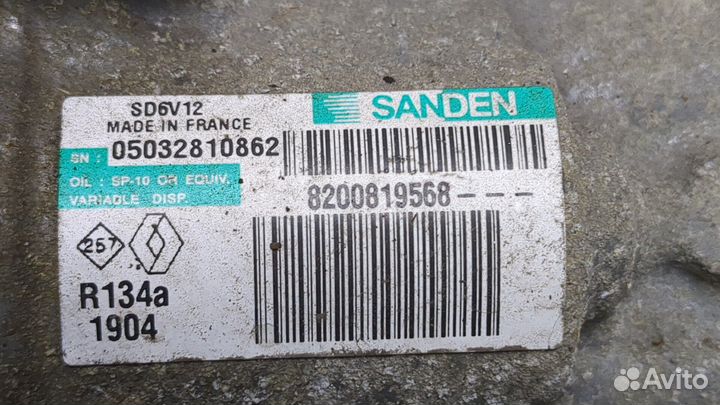 SD6V12
MADE IN FRANCE
SANDEN
SN : 05032810862
OIL : SP-10 OR EQUIV.
VARIABLE DISP.
8200819568---
257
R134a
1904
Avito